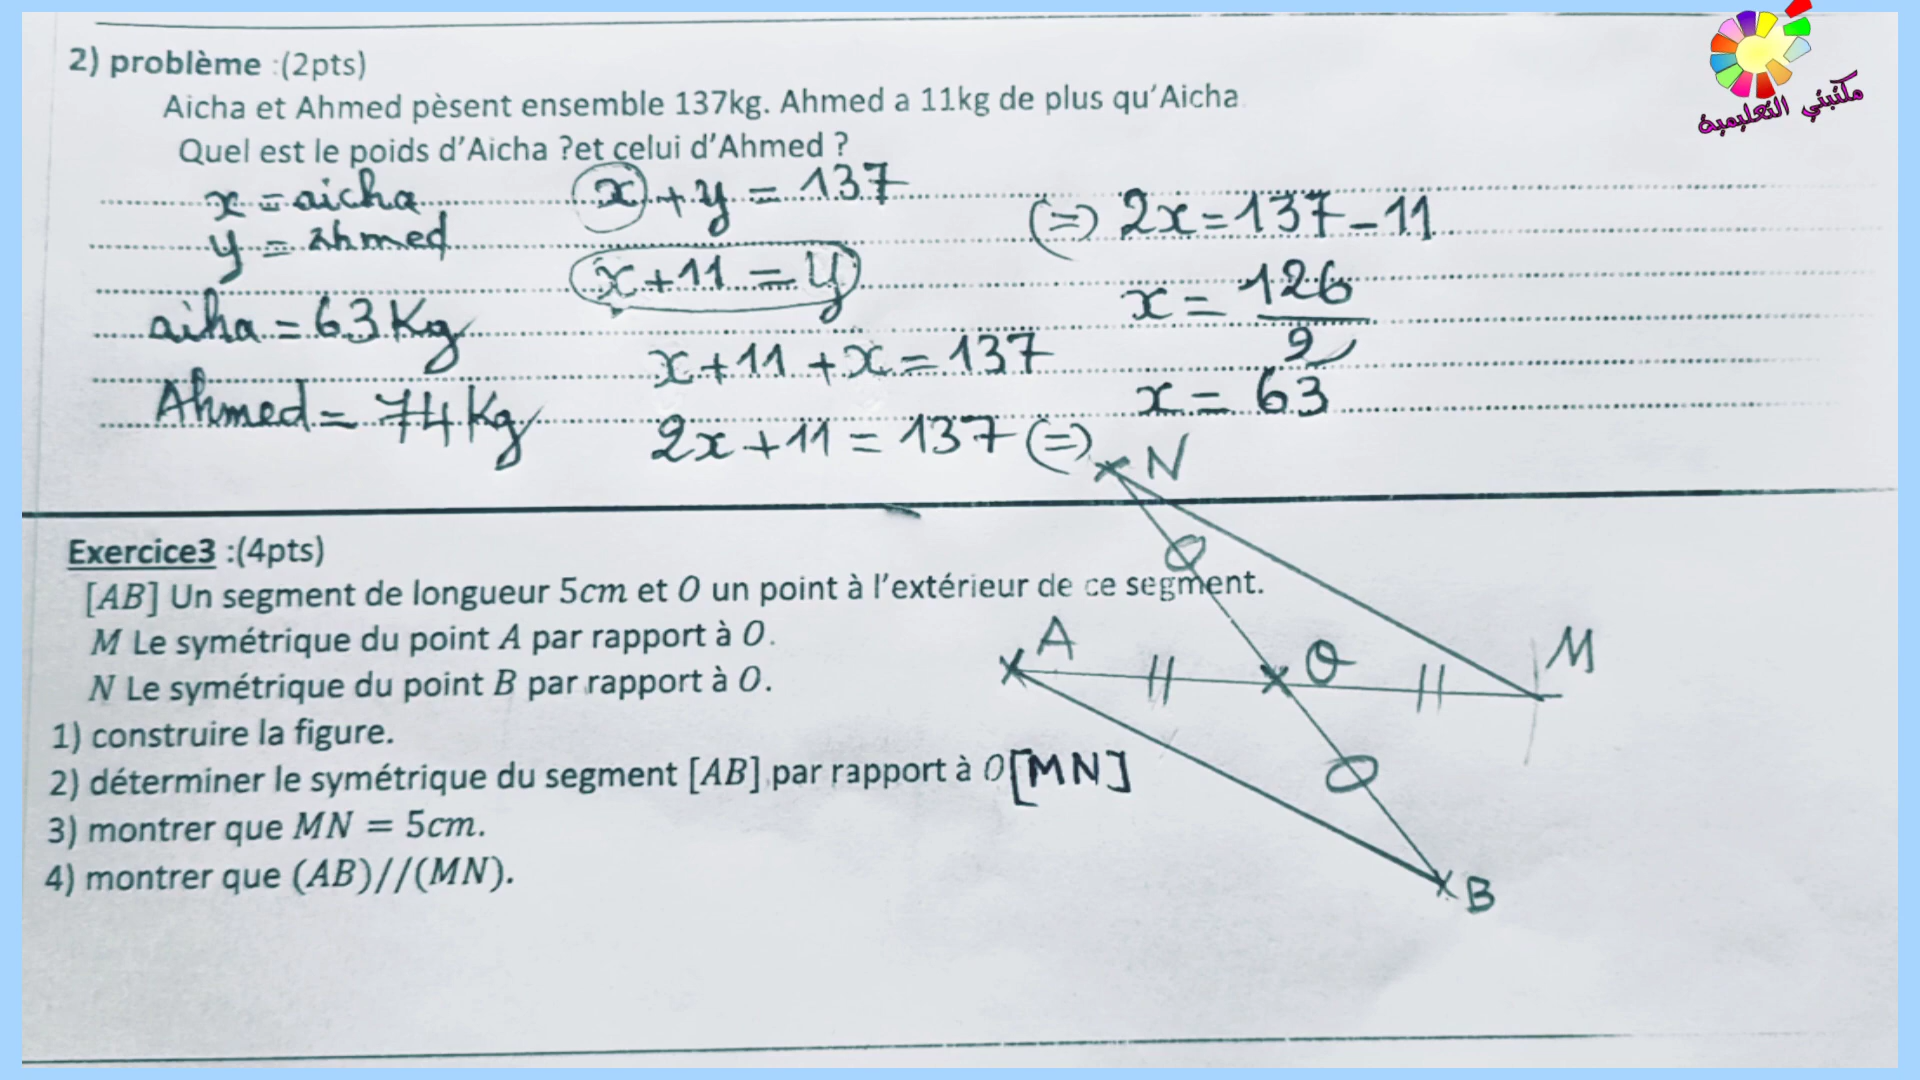 2) problème :(2pts)
Aicha et Ahmed pèsent ensemble 137kg. Ahmed a 11kg de plus qu'Aicha
Quel est le poids d'Aicha ?et celui d'Ahmed ?
x = aicha
y = Ahmed
aiha = 63 Kg
Ahmed = 74 Kg
x + y = 137
x + 11 = y
x + 11 + x = 137
2x + 11 = 137 (=)
(=) 2x = 137 - 11
x = 126
2
x = 63
Exercice3 :(4pts)
[AB] Un segment de longueur 5cm et O un point à l'extérieur de ce segment.
M Le symétrique du point A par rapport à O.
N Le symétrique du point B par rapport à O.
1) construire la figure.
2) déterminer le symétrique du segment [AB] par rapport à O [MN]
3) montrer que MN = 5cm.
4) montrer que (AB)//(MN).
N
A
O
M
B
مكتبتي التعليمية